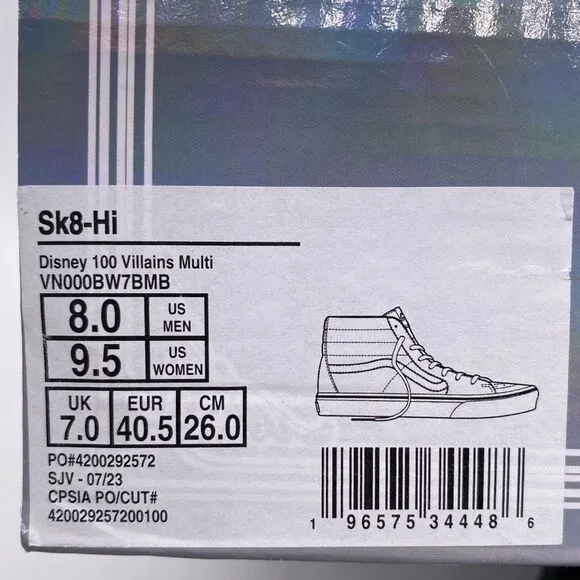 Sk8-Hi
Disney 100 Villains Multi
VN000BW7BMB
8.0 US MEN
9.5 US WOMEN
UK EUR CM
7.0 40.5 26.0
PO#4200292572
SJV - 07/23
CPSIA PO/CUT#
420029257200100
1 96575 34448 6